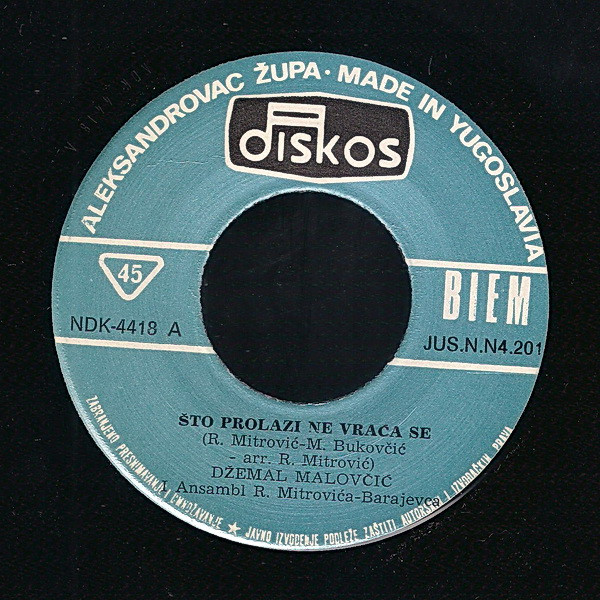 ALEKSANDROVAC ŽUPA · MADE IN YUGOSLAVIA
diskos
45
BIEM
NDK-4418 A
JUS.N.N4.201
ŠTO PROLAZI NE VRAĆA SE
(R. Mitrović-M. Bukovčić
- arr. R. Mitrović)
DŽEMAL MALOVČIĆ
I Ansambl R. Mitrovića-Barajevca
ZABRANJENO PRESNIMAVANJE I UMNOŽAVANJE ★ JAVNO IZVOĐENJE PODLEŽE ZAŠTITI AUTORSKIH I IZVOĐAČKIH PRAVA